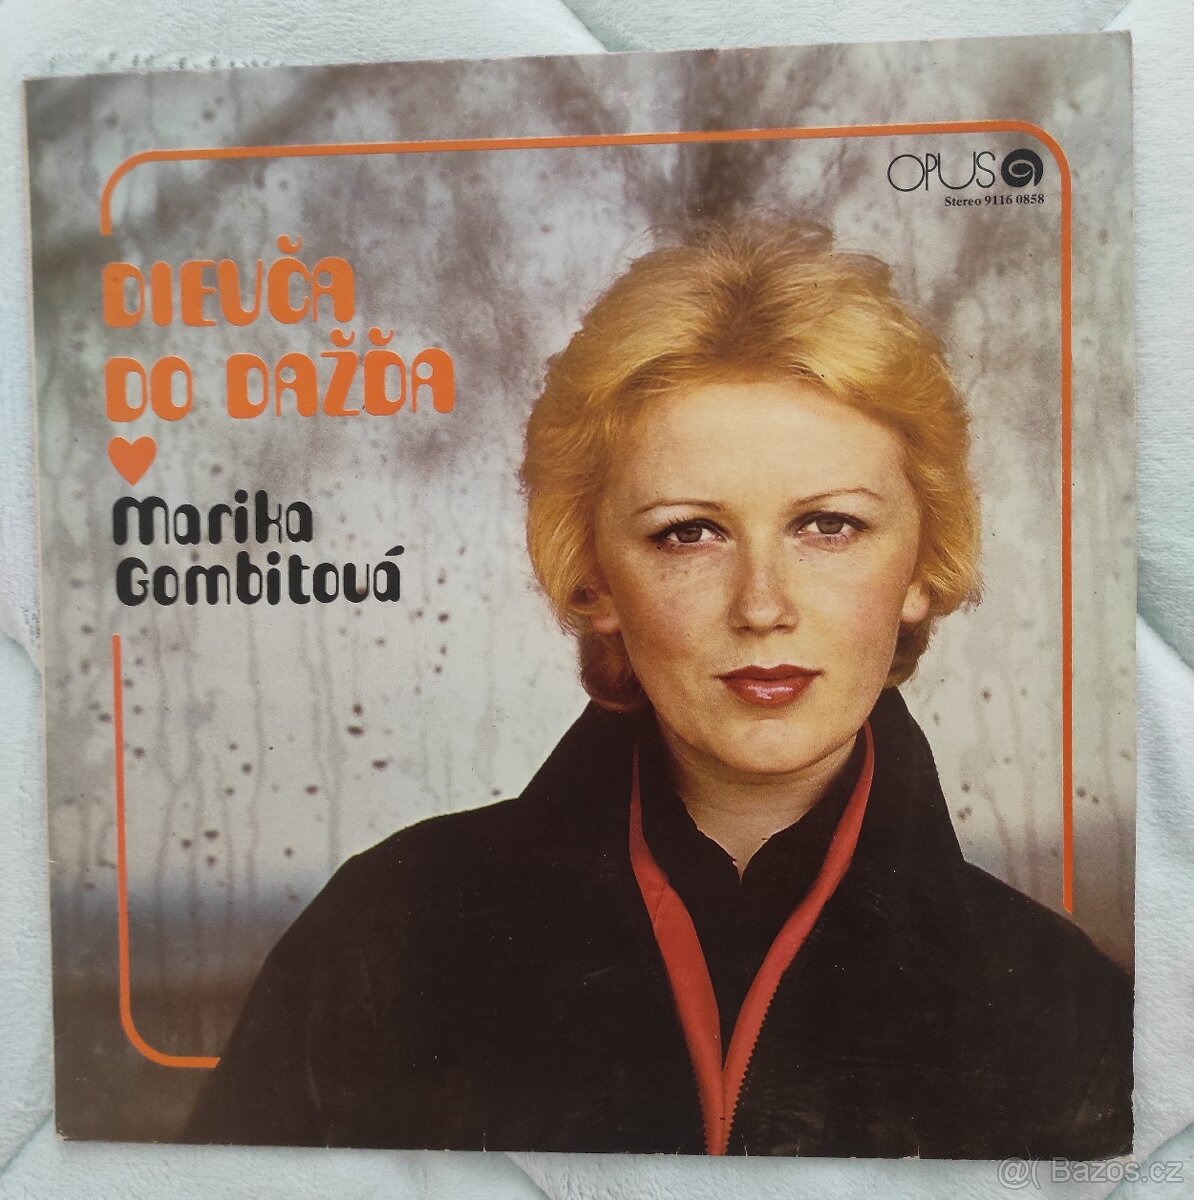 OPUS
Stereo 9116 0858
DIEVČA
DO DAŽĎA
Marika
Gombitová
@( Bazos.cz